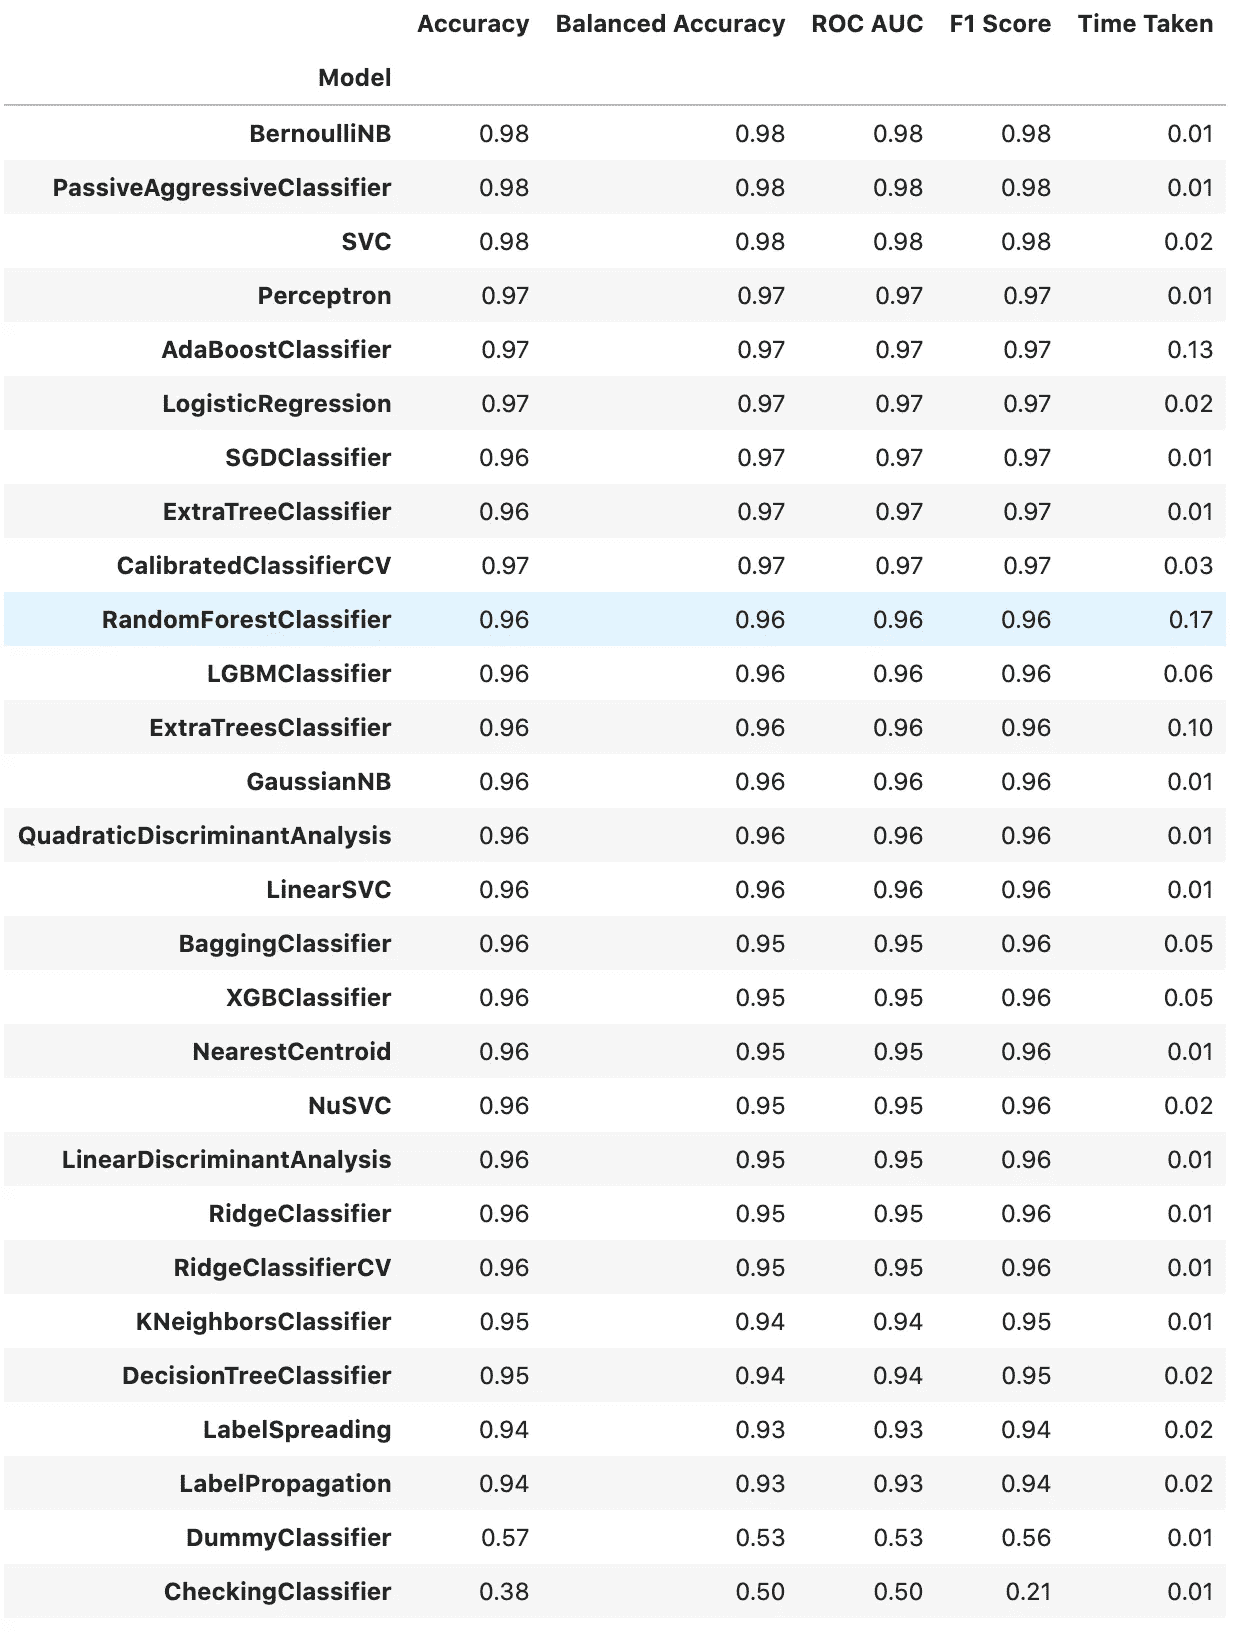 Accuracy Balanced Accuracy ROC AUC F1 Score Time Taken
Model
BernoulliNB 0.98 0.98 0.98 0.98 0.01
PassiveAggressiveClassifier 0.98 0.98 0.98 0.98 0.01
SVC 0.98 0.98 0.98 0.98 0.02
Perceptron 0.97 0.97 0.97 0.97 0.01
AdaBoostClassifier 0.97 0.97 0.97 0.97 0.13
LogisticRegression 0.97 0.97 0.97 0.97 0.02
SGDClassifier 0.96 0.97 0.97 0.97 0.01
ExtraTreeClassifier 0.96 0.97 0.97 0.97 0.01
CalibratedClassifierCV 0.97 0.97 0.97 0.97 0.03
RandomForestClassifier 0.96 0.96 0.96 0.96 0.17
LGBMClassifier 0.96 0.96 0.96 0.96 0.06
ExtraTreesClassifier 0.96 0.96 0.96 0.96 0.10
GaussianNB 0.96 0.96 0.96 0.96 0.01
QuadraticDiscriminantAnalysis 0.96 0.96 0.96 0.96 0.01
LinearSVC 0.96 0.96 0.96 0.96 0.01
BaggingClassifier 0.96 0.95 0.95 0.96 0.05
XGBClassifier 0.96 0.95 0.95 0.96 0.05
NearestCentroid 0.96 0.95 0.95 0.96 0.01
NuSVC 0.96 0.95 0.95 0.96 0.02
LinearDiscriminantAnalysis 0.96 0.95 0.95 0.96 0.01
RidgeClassifier 0.96 0.95 0.95 0.96 0.01
RidgeClassifierCV 0.96 0.95 0.95 0.96 0.01
KNeighborsClassifier 0.95 0.94 0.94 0.95 0.01
DecisionTreeClassifier 0.95 0.94 0.94 0.95 0.02
LabelSpreading 0.94 0.93 0.93 0.94 0.02
LabelPropagation 0.94 0.93 0.93 0.94 0.02
DummyClassifier 0.57 0.53 0.53 0.56 0.01
CheckingClassifier 0.38 0.50 0.50 0.21 0.01